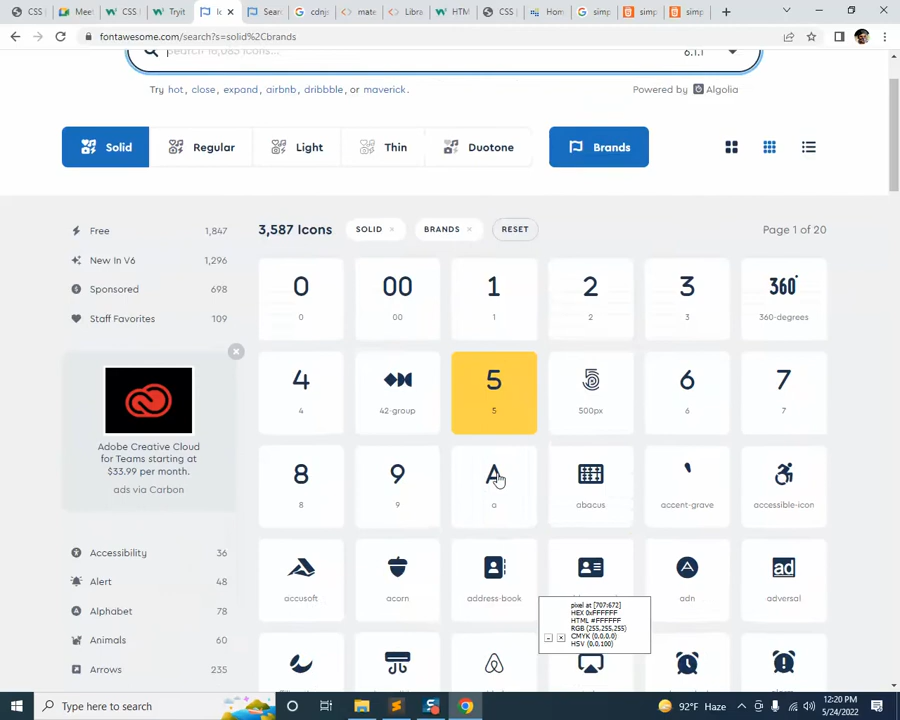 CSS
Meet
CSS
Tryit
Ic
Sear
cdnjs
mate
Libra
HTM
CSS
Hom
simp
simp
simp
fontawesome.com/search?s=solid%2Cbrands
6.1.1
Try hot, close, expand, airbnb, dribbble, or maverick.
Powered by Algolia
Solid
Regular
Light
Thin
Duotone
Brands
Free 1,847
New In V6 1,296
Sponsored 698
Staff Favorites 109
Adobe Creative Cloud
for Teams starting at
$33.99 per month.
ads via Carbon
Accessibility 36
Alert 48
Alphabet 78
Animals 60
Arrows 235
3,587 Icons
SOLID ×
BRANDS ×
RESET
Page 1 of 20
0 00 1 2 3 360°
0 00 1 2 3 360-degrees
4 5 5 6 7
4 42-group 5 500px 6 7
8 9 A
8 9 a abacus accent-grave accessible-icon
A ad
accusoft acorn address-book adn adversal
pixel at [707:672]
HEX 0xFFFFFF
HTML #FFFFFF
RGB (255,255,255)
CMYK (0,0,0,0)
HSV (0,0,100)
Type here to search
92°F Haze
12:20 PM
5/24/2022